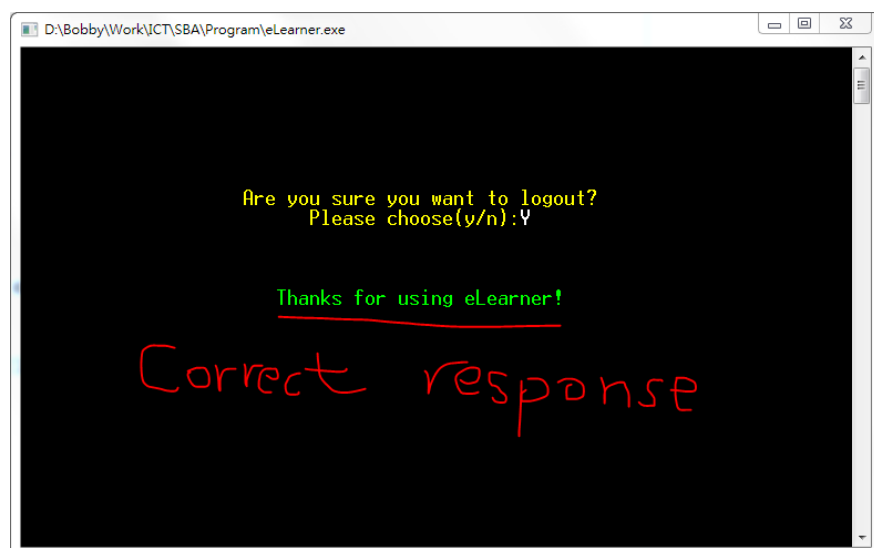 D:\Bobby\Work\ICT\SBA\Program\eLearner.exe
Are you sure you want to logout?
Please choose(y/n):Y
Thanks for using eLearner!
Correct response